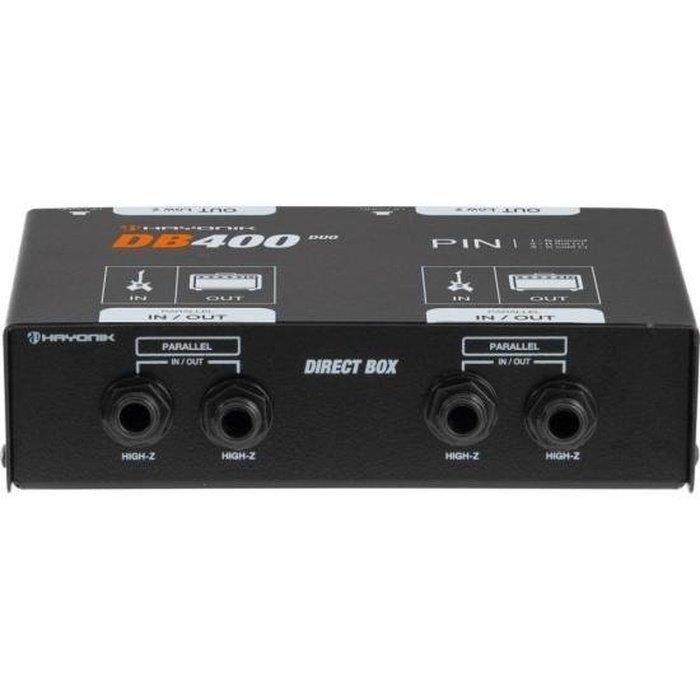 OUT Low Z
OUT Low Z
HAYONIK
DB400 DUO
PIN
IN OUT
IN OUT
PARALLEL
IN / OUT
PARALLEL
IN / OUT
HAYONIK
PARALLEL
IN / OUT
DIRECT BOX
PARALLEL
IN / OUT
HIGH-Z
HIGH-Z
HIGH-Z
HIGH-Z